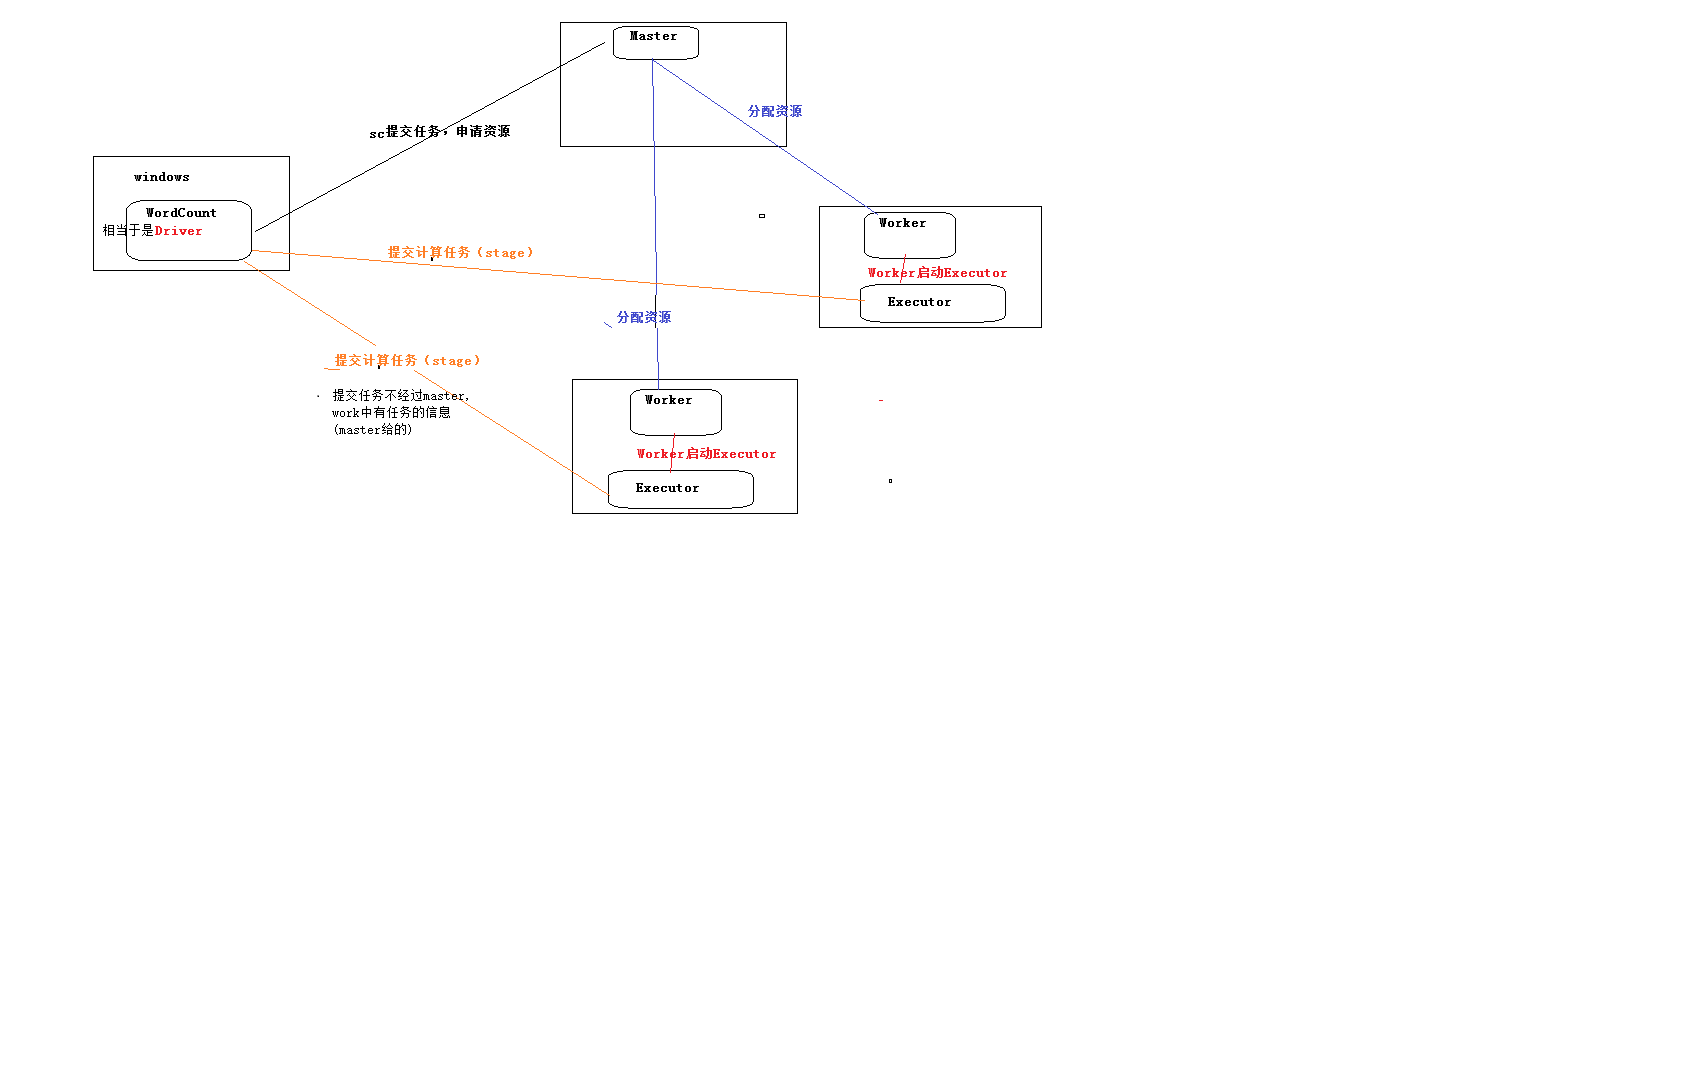 Master
分配资源
sc提交任务，申请资源
windows
WordCount
相当于是Driver
Worker
提交计算任务（stage）
Worker启动Executor
Executor
分配资源
提交计算任务（stage）
提交任务不经过master,
work中有任务的信息
(master给的)
Worker
Worker启动Executor
Executor